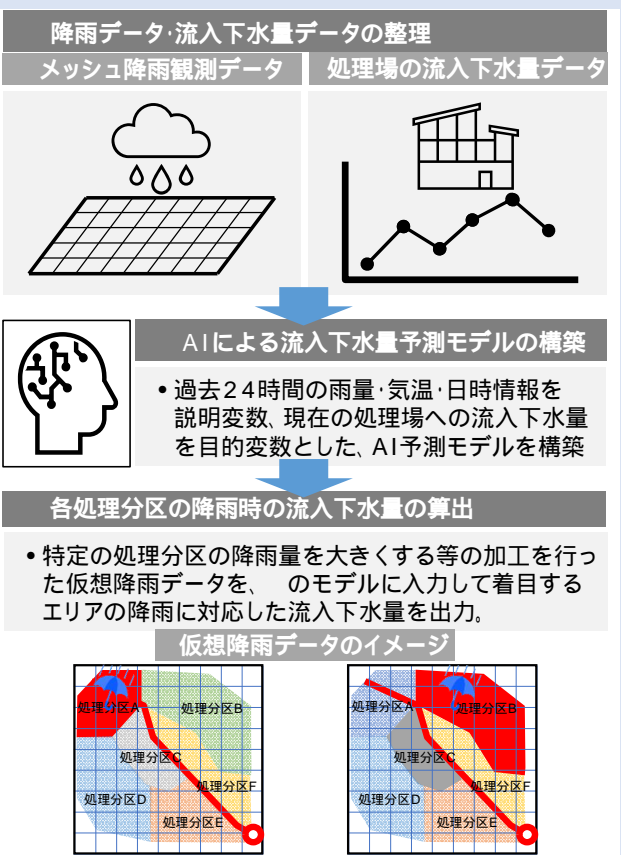 降雨データ・流入下水量データの整理
メッシュ降雨観測データ
処理場の流入下水量データ
AIによる流入下水量予測モデルの構築
•過去24時間の雨量・気温・日時情報を
説明変数、現在の処理場への流入下水量
を目的変数とした、AI予測モデルを構築
各処理分区の降雨時の流入下水量の算出
•特定の処理分区の降雨量を大きくする等の加工を行っ
た仮想降雨データを、　のモデルに入力して着目する
エリアの降雨に対応した流入下水量を出力。
仮想降雨データのイメージ
処理分区A
処理分区B
処理分区C
処理分区F
処理分区D
処理分区E
処理分区A
処理分区B
処理分区C
処理分区F
処理分区D
処理分区E